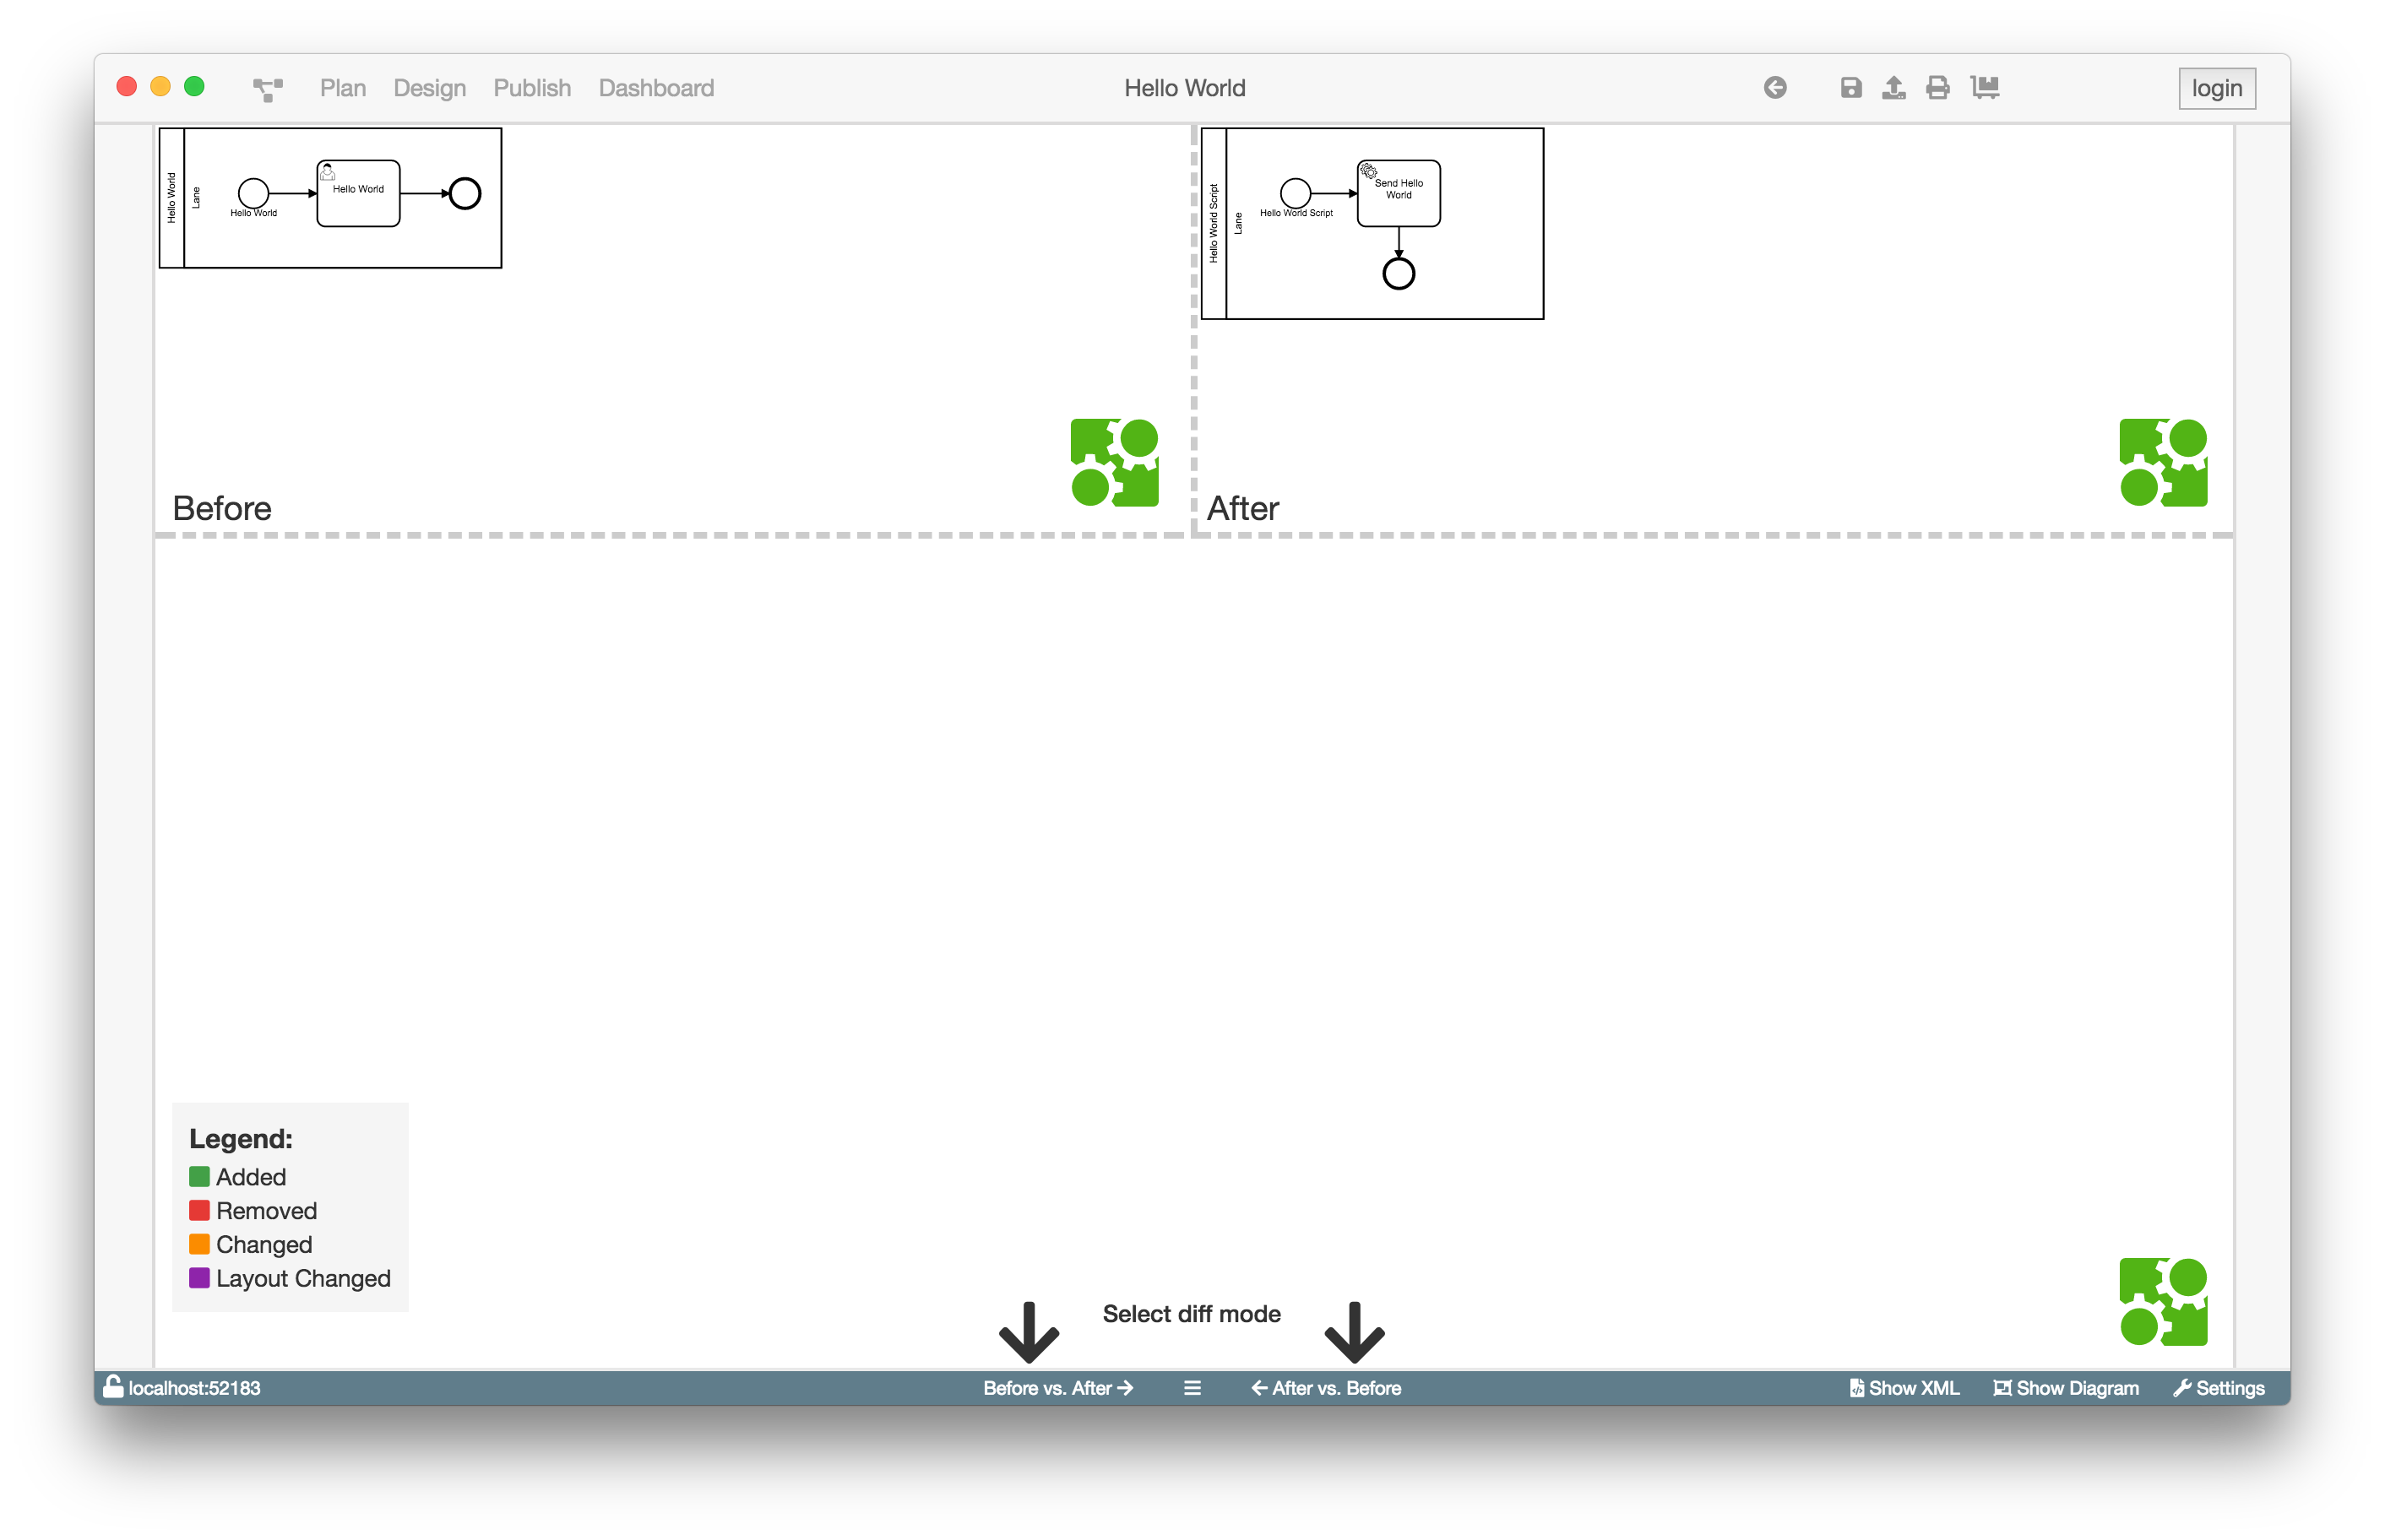 Plan Design Publish Dashboard Hello World login
Hello World
Lane
Hello World
Hello World
Hello World Script
Lane
Hello World Script
Send Hello
World
Before
After
Legend:
Added
Removed
Changed
Layout Changed
Select diff mode
localhost:52183 Before vs. After After vs. Before Show XML Show Diagram Settings